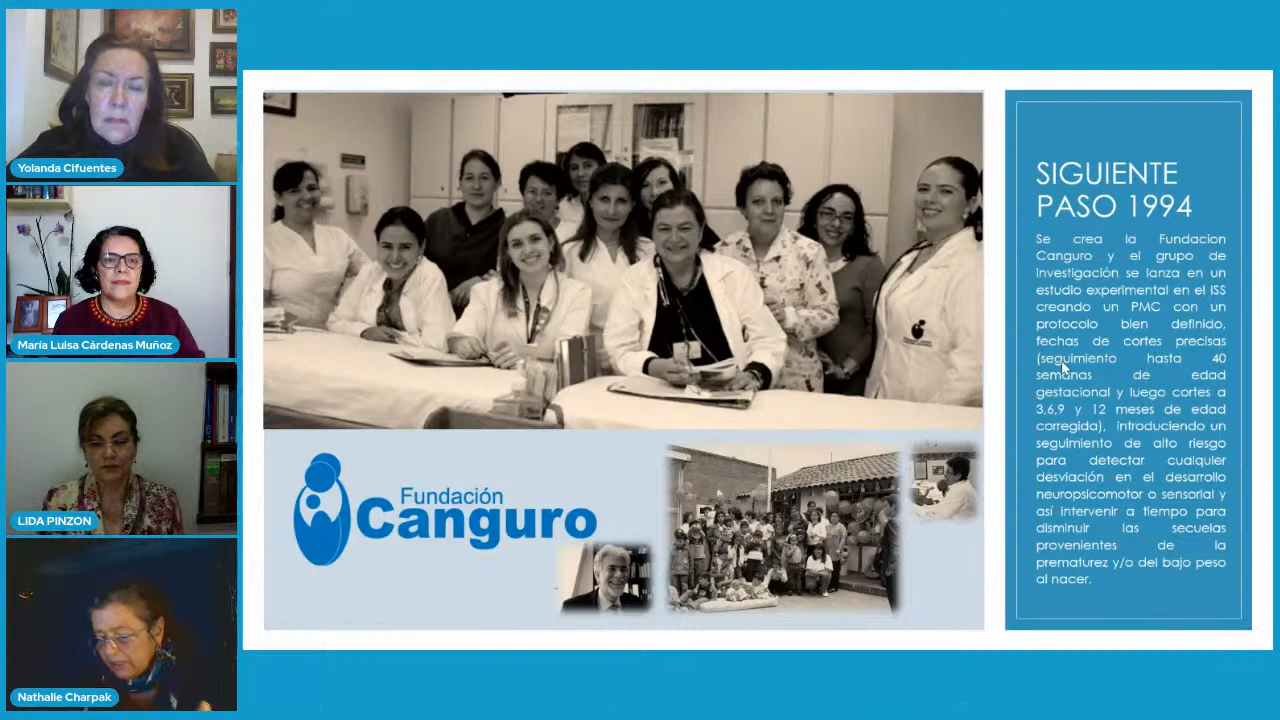 Yolanda Cifuentes
María Luisa Cárdenas Muñoz
LIDA PINZON
Nathalie Charpak
Fundación
Canguro
SIGUIENTE
PASO 1994
Se crea la Fundacion
Canguro y el grupo de
investigación se lanza en un
estudio experimental en el ISS
creando un PMC con un
protocolo bien definido,
fechas de cortes precisas
(seguimiento hasta 40
semanas de edad
gestacional y luego cortes a
3,6,9 y 12 meses de edad
corregida), introduciendo un
seguimiento de alto riesgo
para detectar cualquier
desviación en el desarrollo
neuropsicomotor o sensorial y
así intervenir a tiempo para
disminuir las secuelas
provenientes de la
prematurez y/o del bajo peso
al nacer.